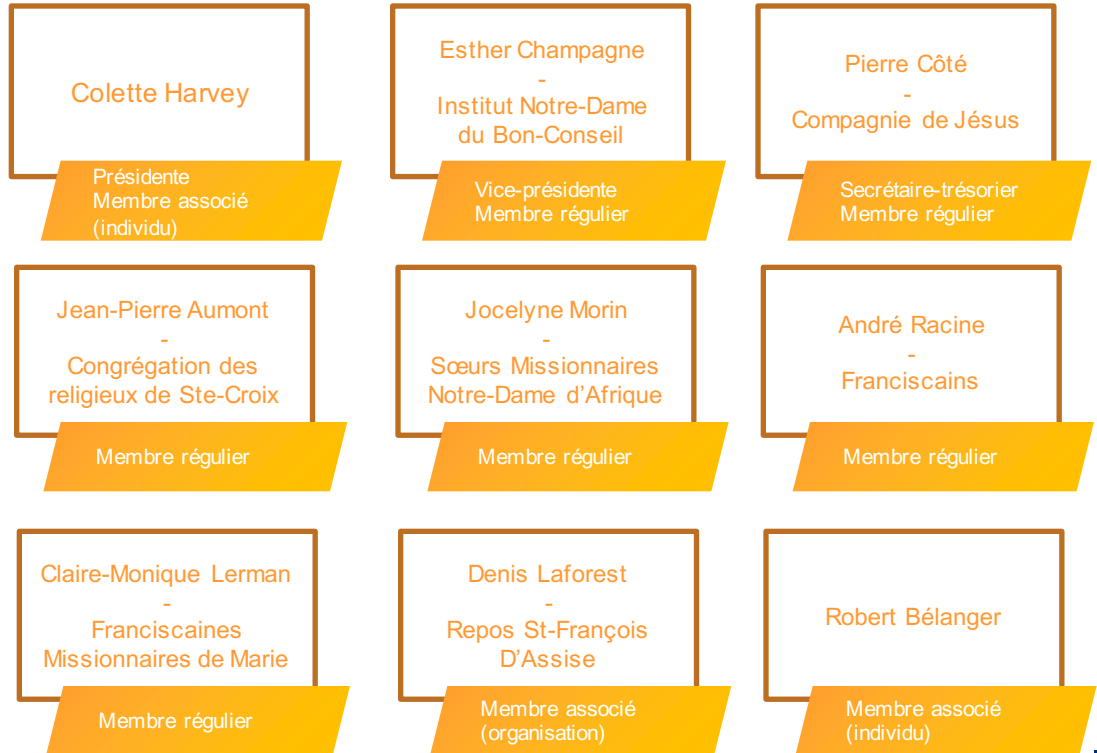 Colette Harvey
Présidente
Membre associé
(individu)
Esther Champagne
-
Institut Notre-Dame
du Bon-Conseil
Vice-présidente
Membre régulier
Pierre Côté
-
Compagnie de Jésus
Secrétaire-trésorier
Membre régulier
Jean-Pierre Aumont
-
Congrégation des
religieux de Ste-Croix
Membre régulier
Jocelyne Morin
-
Sœurs Missionnaires
Notre-Dame d’Afrique
Membre régulier
André Racine
-
Franciscains
Membre régulier
Claire-Monique Lerman
-
Franciscaines
Missionnaires de Marie
Membre régulier
Denis Laforest
-
Repos St-François
D’Assise
Membre associé
(organisation)
Robert Bélanger
Membre associé
(individu)